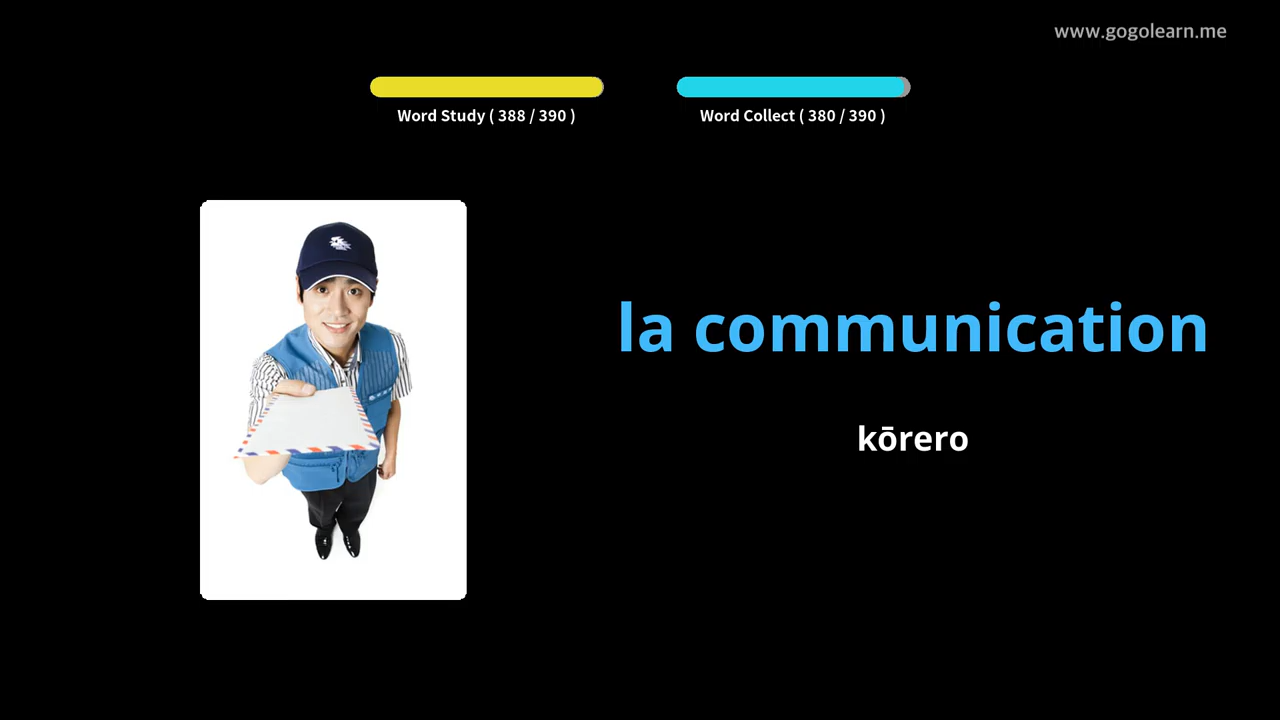 www.gogolearn.me
Word Study ( 388 / 390 )
Word Collect ( 380 / 390 )
la communication
kōrero